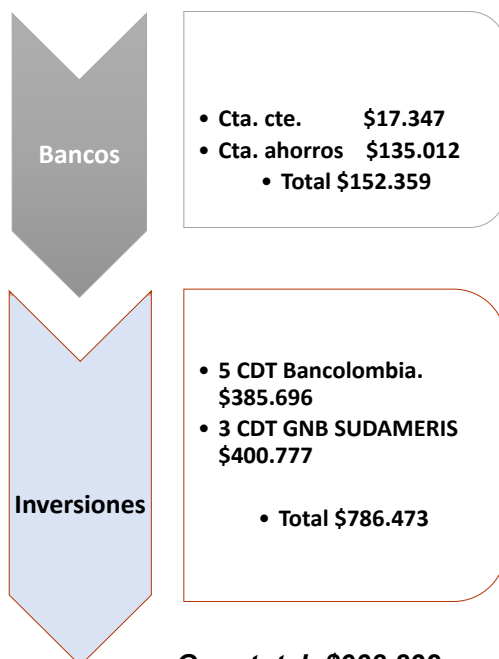 Bancos
• Cta. cte. $17.347
• Cta. ahorros $135.012
• Total $152.359
Inversiones
• 5 CDT Bancolombia.
$385.696
• 3 CDT GNB SUDAMERIS
$400.777
• Total $786.473